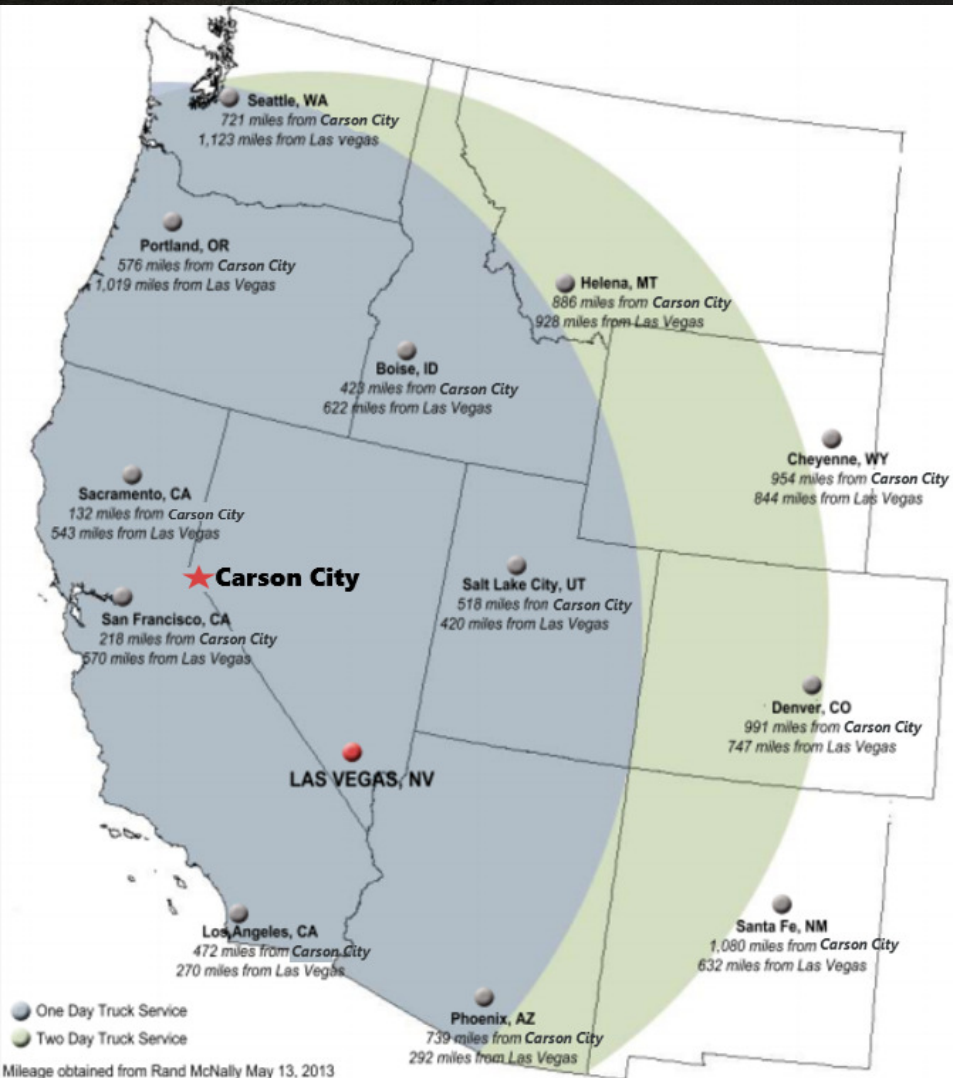 Seattle, WA
721 miles from Carson City
1,123 miles from Las vegas
Portland, OR
576 miles from Carson City
1,019 miles from Las Vegas
Helena, MT
886 miles from Carson City
928 miles from Las Vegas
Boise, ID
423 miles from Carson City
622 miles from Las Vegas
Cheyenne, WY
954 miles from Carson City
844 miles from Las Vegas
Sacramento, CA
132 miles from Carson City
543 miles from Las Vegas
Carson City
Salt Lake City, UT
518 miles fron Carson City
420 miles from Las Vegas
San Francisco, CA
218 miles from Carson City
570 miles from Las Vegas
Denver, CO
991 miles from Carson City
747 miles from Las Vegas
LAS VEGAS, NV
Los Angeles, CA
472 miles from Carson City
270 miles from Las Vegas
Santa Fe, NM
1,080 miles from Carson City
632 miles from Las Vegas
Phoenix, AZ
739 miles from Carson City
292 miles from Las Vegas
One Day Truck Service
Two Day Truck Service
Mileage obtained from Rand McNally May 13, 2013